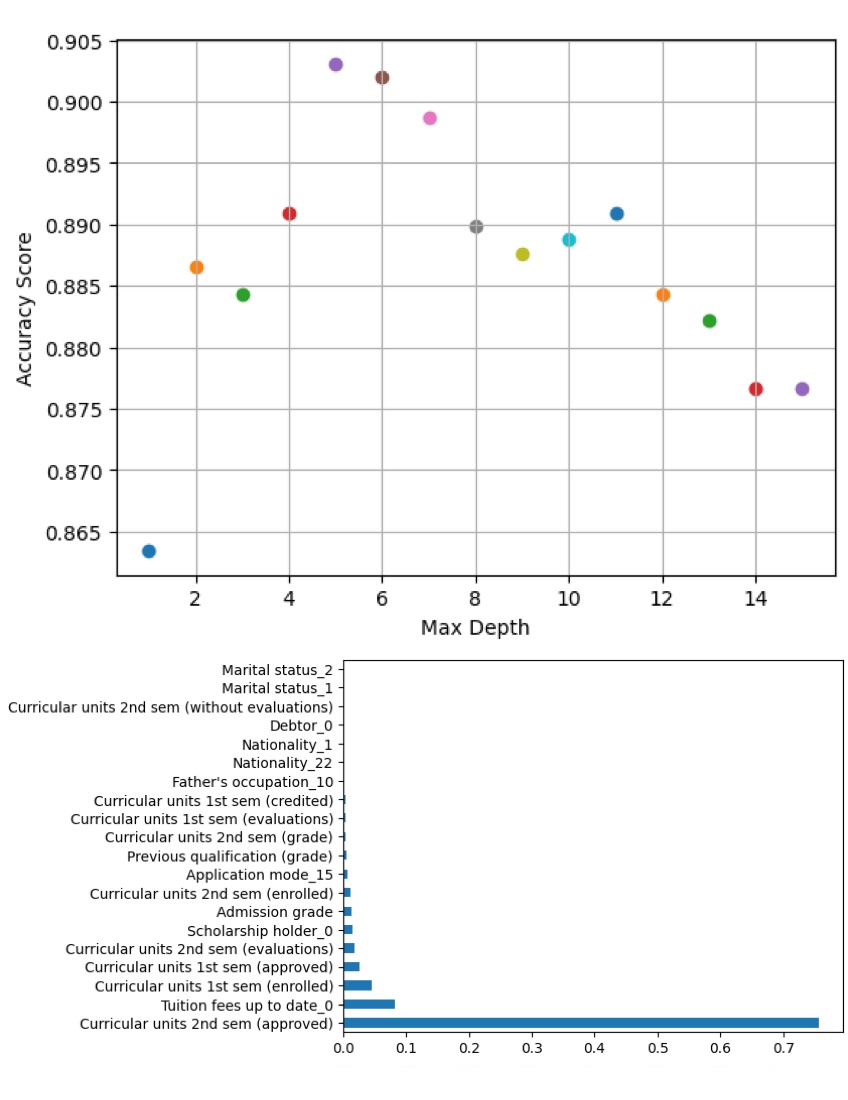 0.905
0.900
0.895
0.890
0.885
0.880
0.875
0.870
0.865
Accuracy Score
2 4 6 8 10 12 14
Max Depth
Marital status_2
Marital status_1
Curricular units 2nd sem (without evaluations)
Debtor_0
Nationality_1
Nationality_22
Father's occupation_10
Curricular units 1st sem (credited)
Curricular units 1st sem (evaluations)
Curricular units 2nd sem (grade)
Previous qualification (grade)
Application mode_15
Curricular units 2nd sem (enrolled)
Admission grade
Scholarship holder_0
Curricular units 2nd sem (evaluations)
Curricular units 1st sem (approved)
Curricular units 1st sem (enrolled)
Tuition fees up to date_0
Curricular units 2nd sem (approved)
0.0 0.1 0.2 0.3 0.4 0.5 0.6 0.7